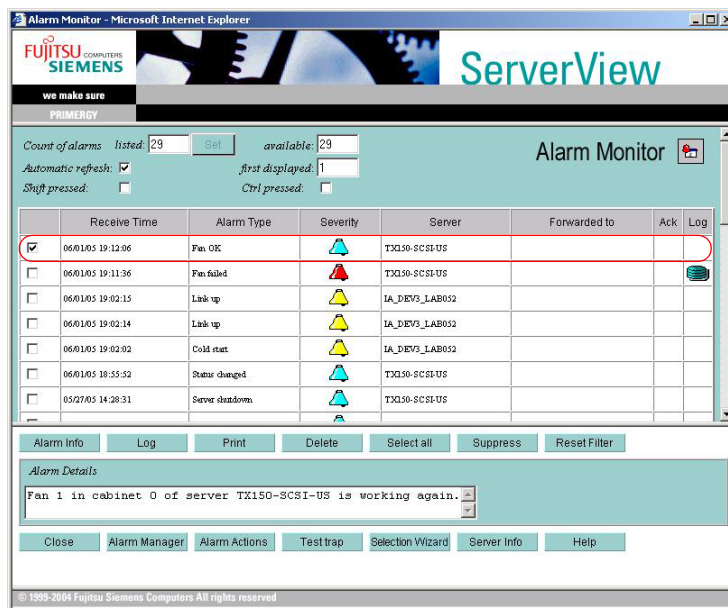 Alarm Monitor - Microsoft Internet Explorer
FUJITSU COMPUTERS
SIEMENS
ServerView
we make sure
PRIMERGY
Count of alarms listed: 29 Set available: 29
Automatic refresh: first displayed: 1
Shift pressed: Ctrl pressed:
Alarm Monitor
Receive Time Alarm Type Severity Server Forwarded to Ack Log
06/01/05 19:12:06 Fan OK TX150-SCSI-US
06/01/05 19:11:36 Fan failed TX150-SCSI-US
06/01/05 19:02:15 Link up IA_DEV3_LAB052
06/01/05 19:02:14 Link up IA_DEV3_LAB052
06/01/05 19:02:02 Cold start IA_DEV3_LAB052
06/01/05 18:55:52 Status changed TX150-SCSI-US
05/27/05 14:28:31 Server shutdown TX150-SCSI-US
Alarm Info Log Print Delete Select all Suppress Reset Filter
Alarm Details
Fan 1 in cabinet 0 of server TX150-SCSI-US is working again.
Close Alarm Manager Alarm Actions Test trap Selection Wizard Server Info Help
© 1999-2004 Fujitsu Siemens Computers All rights reserved